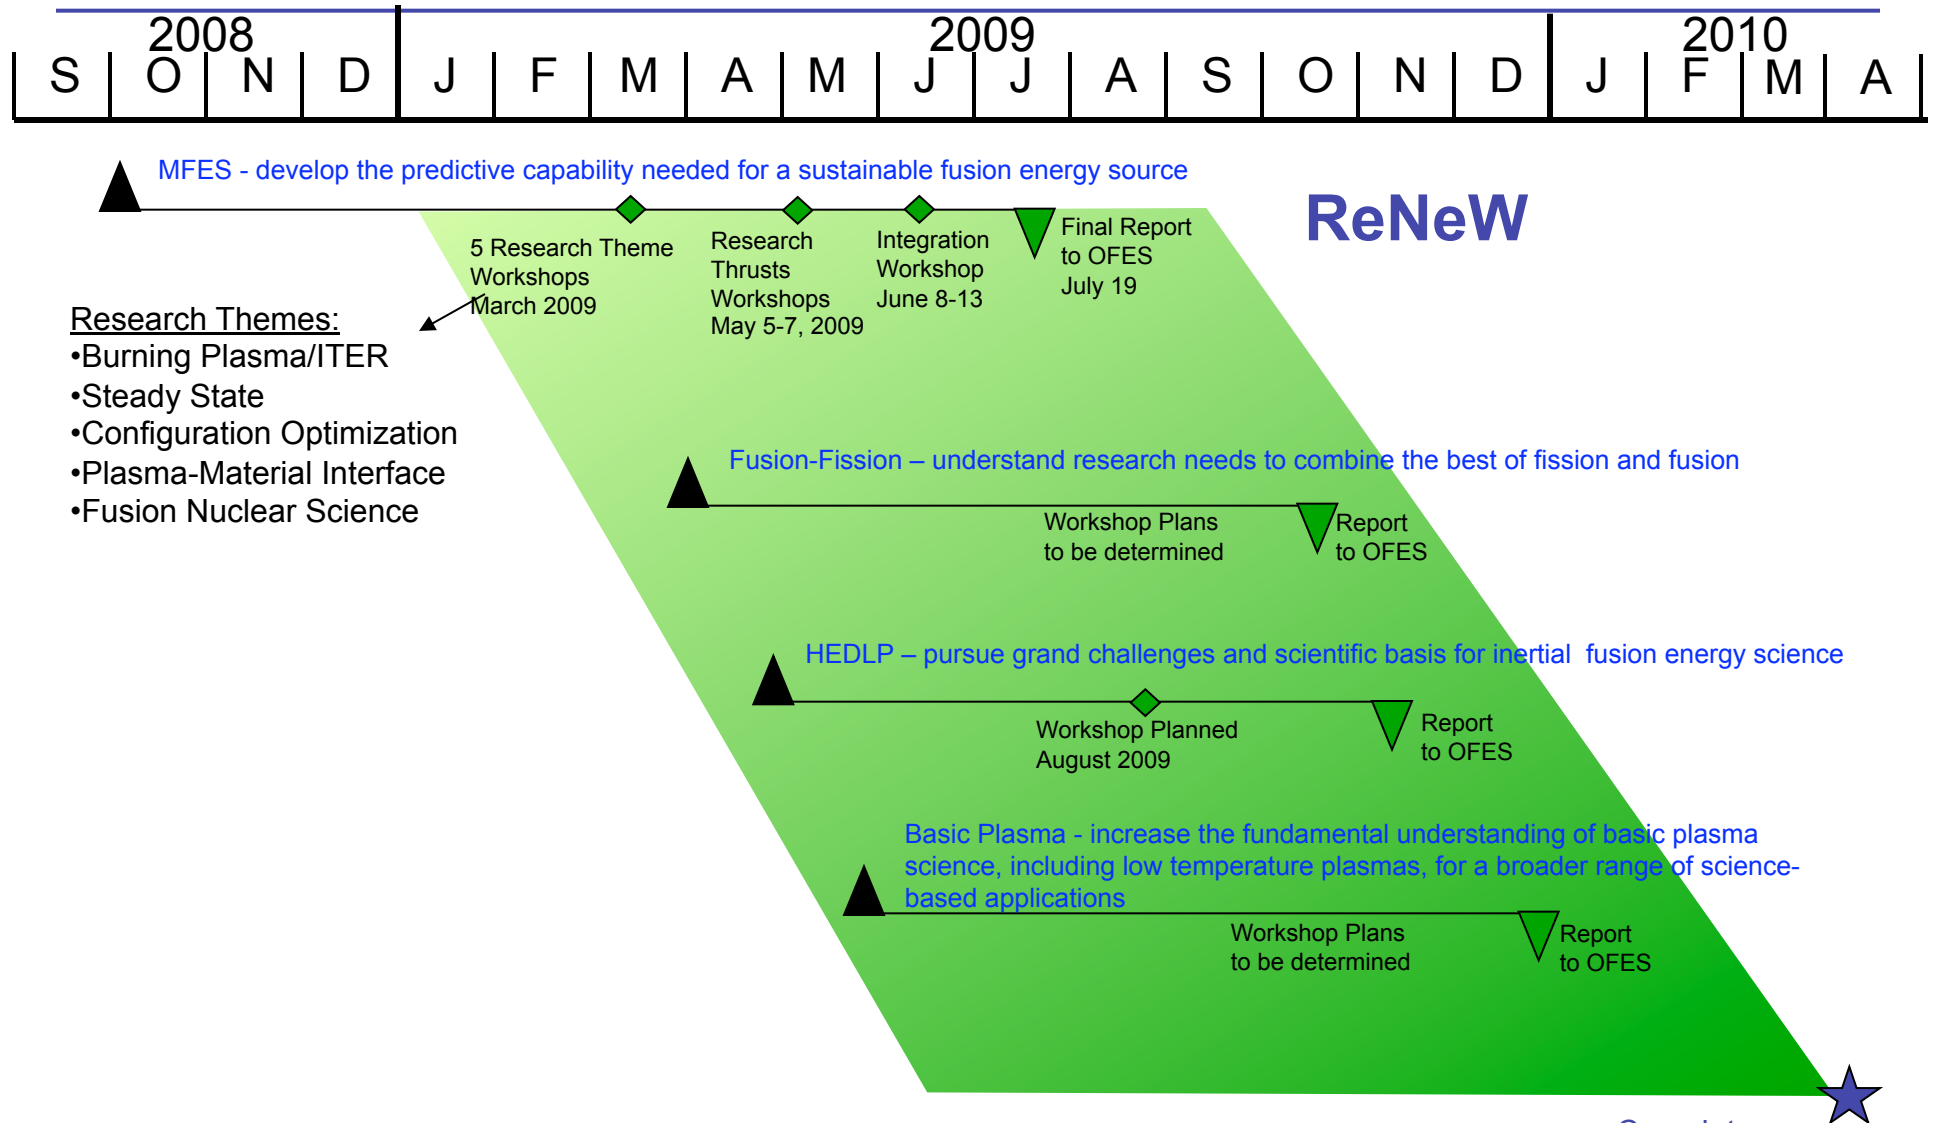 2008 2009 2010
S O N D J F M A M J J A S O N D J F M A
MFES - develop the predictive capability needed for a sustainable fusion energy source
ReNeW
5 Research Theme
Workshops
March 2009
Research
Thrusts
Workshops
May 5-7, 2009
Integration
Workshop
June 8-13
Final Report
to OFES
July 19
Research Themes:
•Burning Plasma/ITER
•Steady State
•Configuration Optimization
•Plasma-Material Interface
•Fusion Nuclear Science
Fusion-Fission – understand research needs to combine the best of fission and fusion
Workshop Plans
to be determined
Report
to OFES
HEDLP – pursue grand challenges and scientific basis for inertial  fusion energy science
Workshop Planned
August 2009
Report
to OFES
Basic Plasma - increase the fundamental understanding of basic plasma
science, including low temperature plasmas, for a broader range of science-
based applications
Workshop Plans
to be determined
Report
to OFES